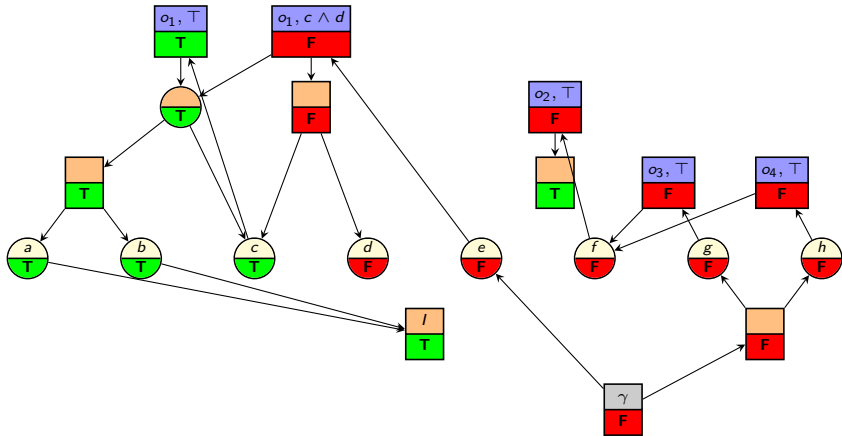 o₁, ⊤ o₁, c ∧ d
T F
o₂, ⊤
T F F
o₃, ⊤ o₄, ⊤
T T F F
a b c d e f g h
T T T F F F F F
I
T F
γ
F